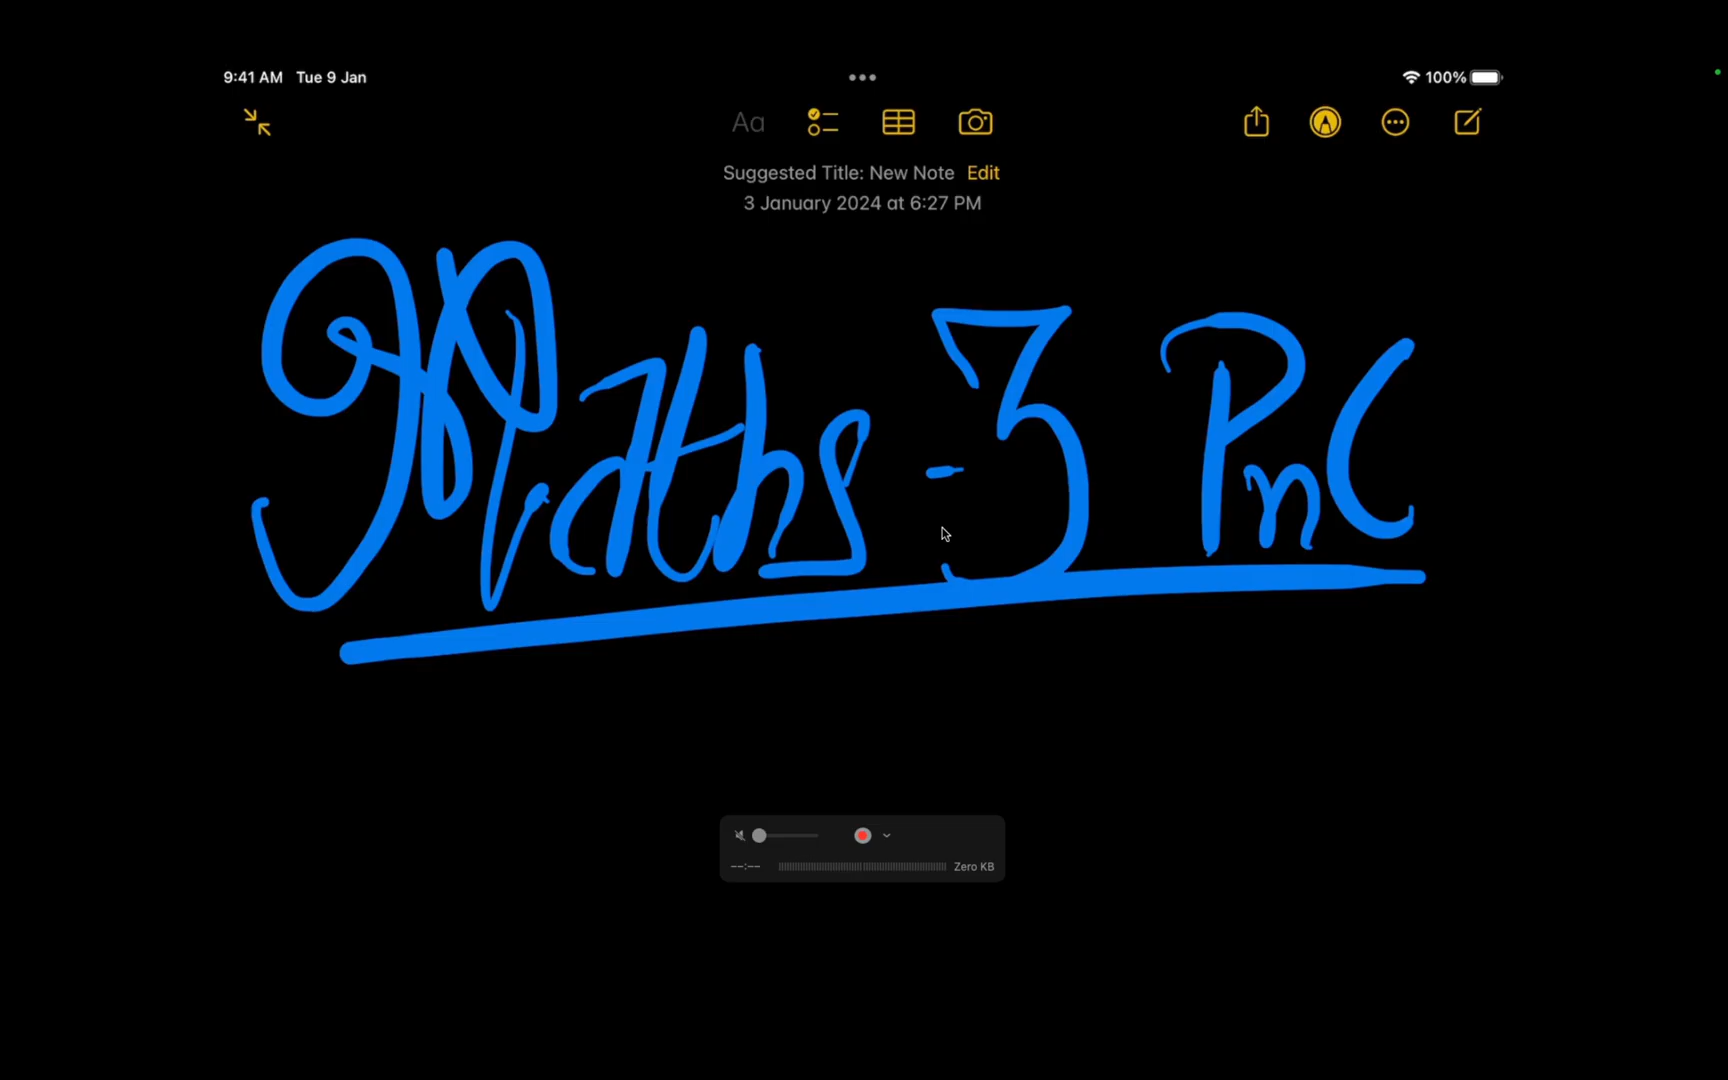 9:41 AM Tue 9 Jan 100%
Aa
Suggested Title: New Note Edit
3 January 2024 at 6:27 PM
Maths - 3 PnC
--:-- Zero KB